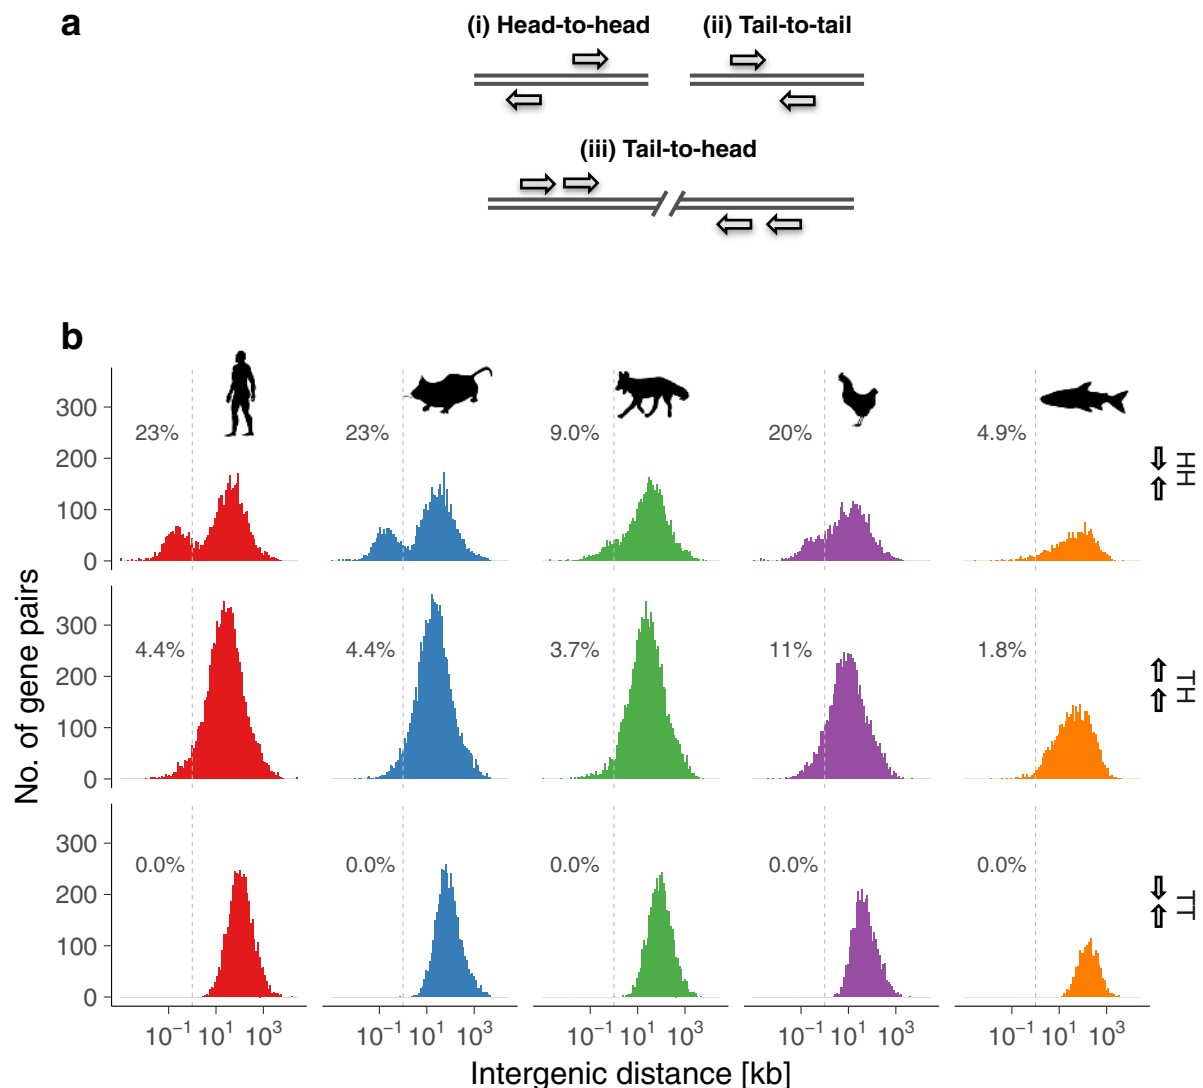 a
(i) Head-to-head
(ii) Tail-to-tail
(iii) Tail-to-head
b
No. of gene pairs
300
200
100
0
23%
23%
9.0%
20%
4.9%
HH
300
200
100
0
4.4%
4.4%
3.7%
11%
1.8%
TH
300
200
100
0
0.0%
0.0%
0.0%
0.0%
0.0%
TT
10⁻¹ 10¹ 10³
10⁻¹ 10¹ 10³
10⁻¹ 10¹ 10³
10⁻¹ 10¹ 10³
10⁻¹ 10¹ 10³
Intergenic distance [kb]